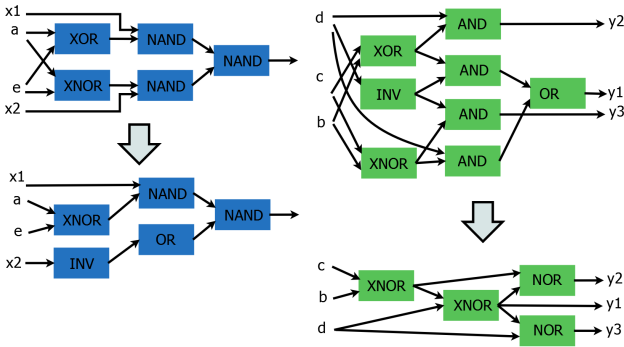 x1
a
XOR
NAND
NAND
XNOR
NAND
e
x2
x1
a
NAND
XNOR
NAND
e
OR
x2
INV
d
AND
y2
XOR
AND
c
INV
OR
y1
AND
y3
b
XNOR
AND
c
NOR
y2
XNOR
b
XNOR
y1
d
NOR
y3